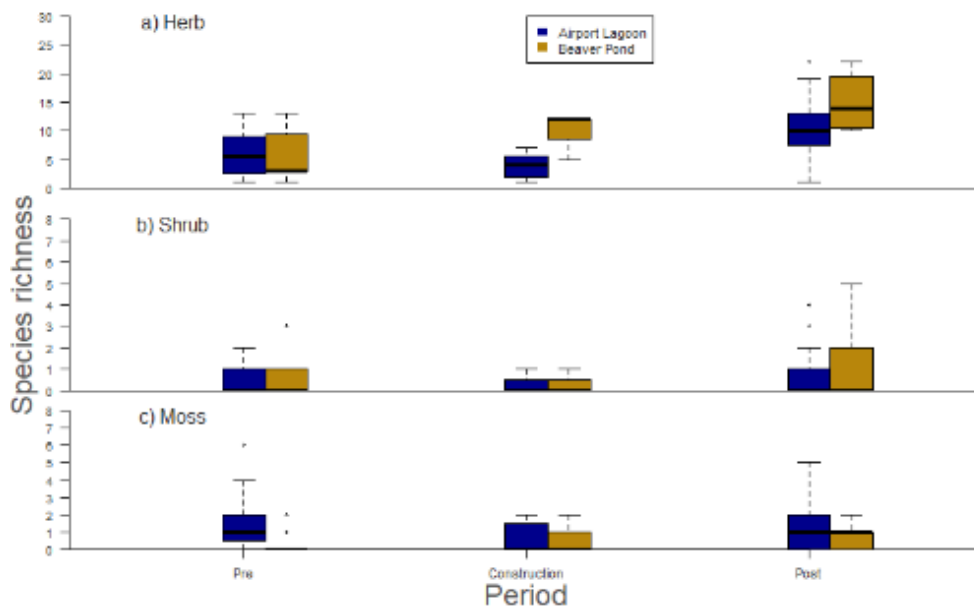 a) Herb
Airport Lagoon
Beaver Pond
30
25
20
15
10
5
0
b) Shrub
8
7
6
5
4
3
2
1
0
c) Moss
8
7
6
5
4
3
2
1
0
Species richness
Pre
Construction
Post
Period